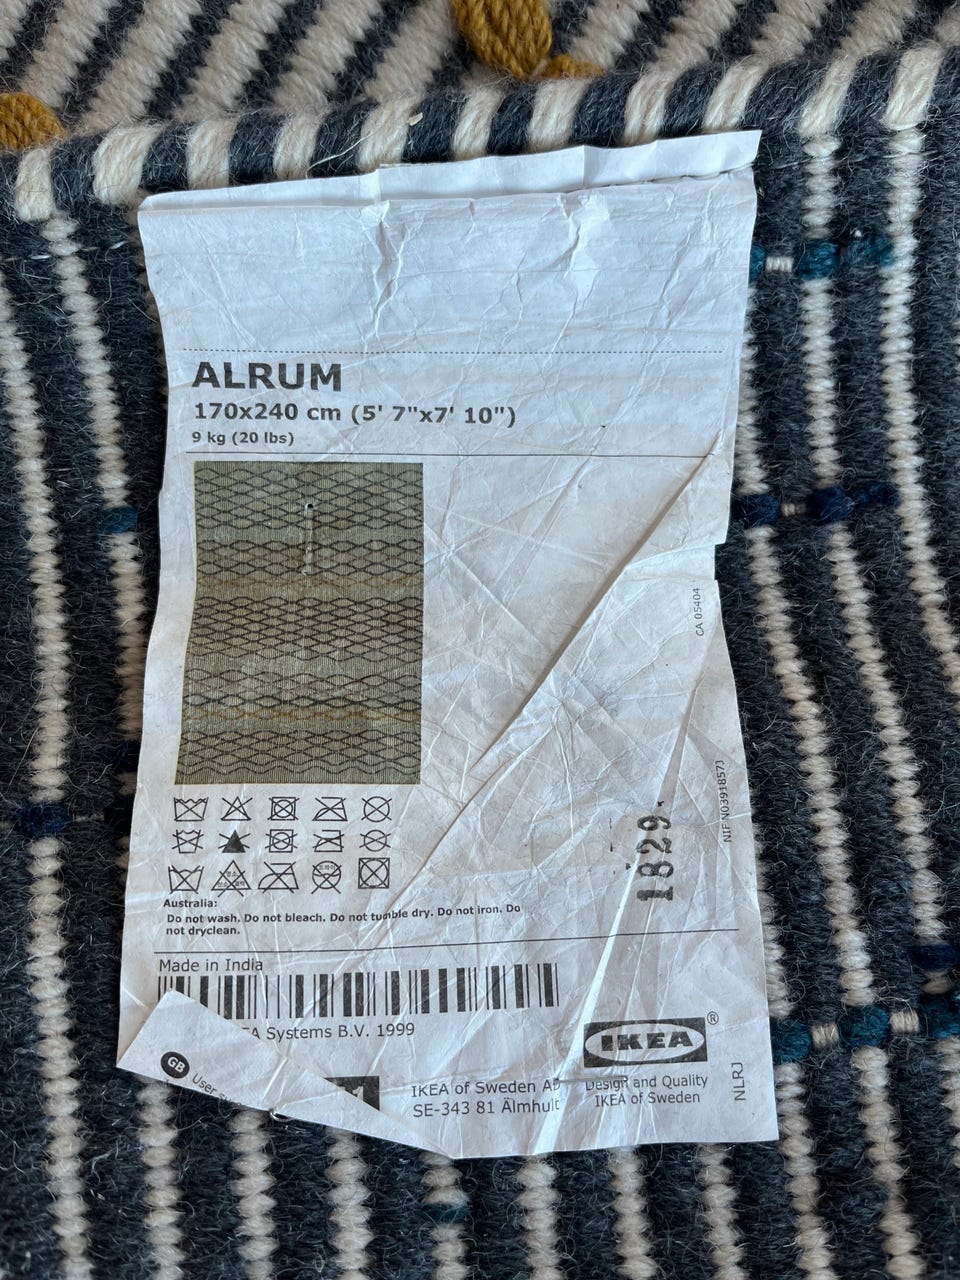 ALRUM
170x240 cm (5' 7"x7' 10")
9 kg (20 lbs)
CA 05404
NIF N0391857J
1829
Australia:
Do not wash. Do not bleach. Do not tumble dry. Do not iron. Do
not dryclean.
Made in India
Systems B.V. 1999
IKEA®
GB User
IKEA of Sweden AB
SE-343 81 Älmhult
Design and Quality
IKEA of Sweden
NLRJ